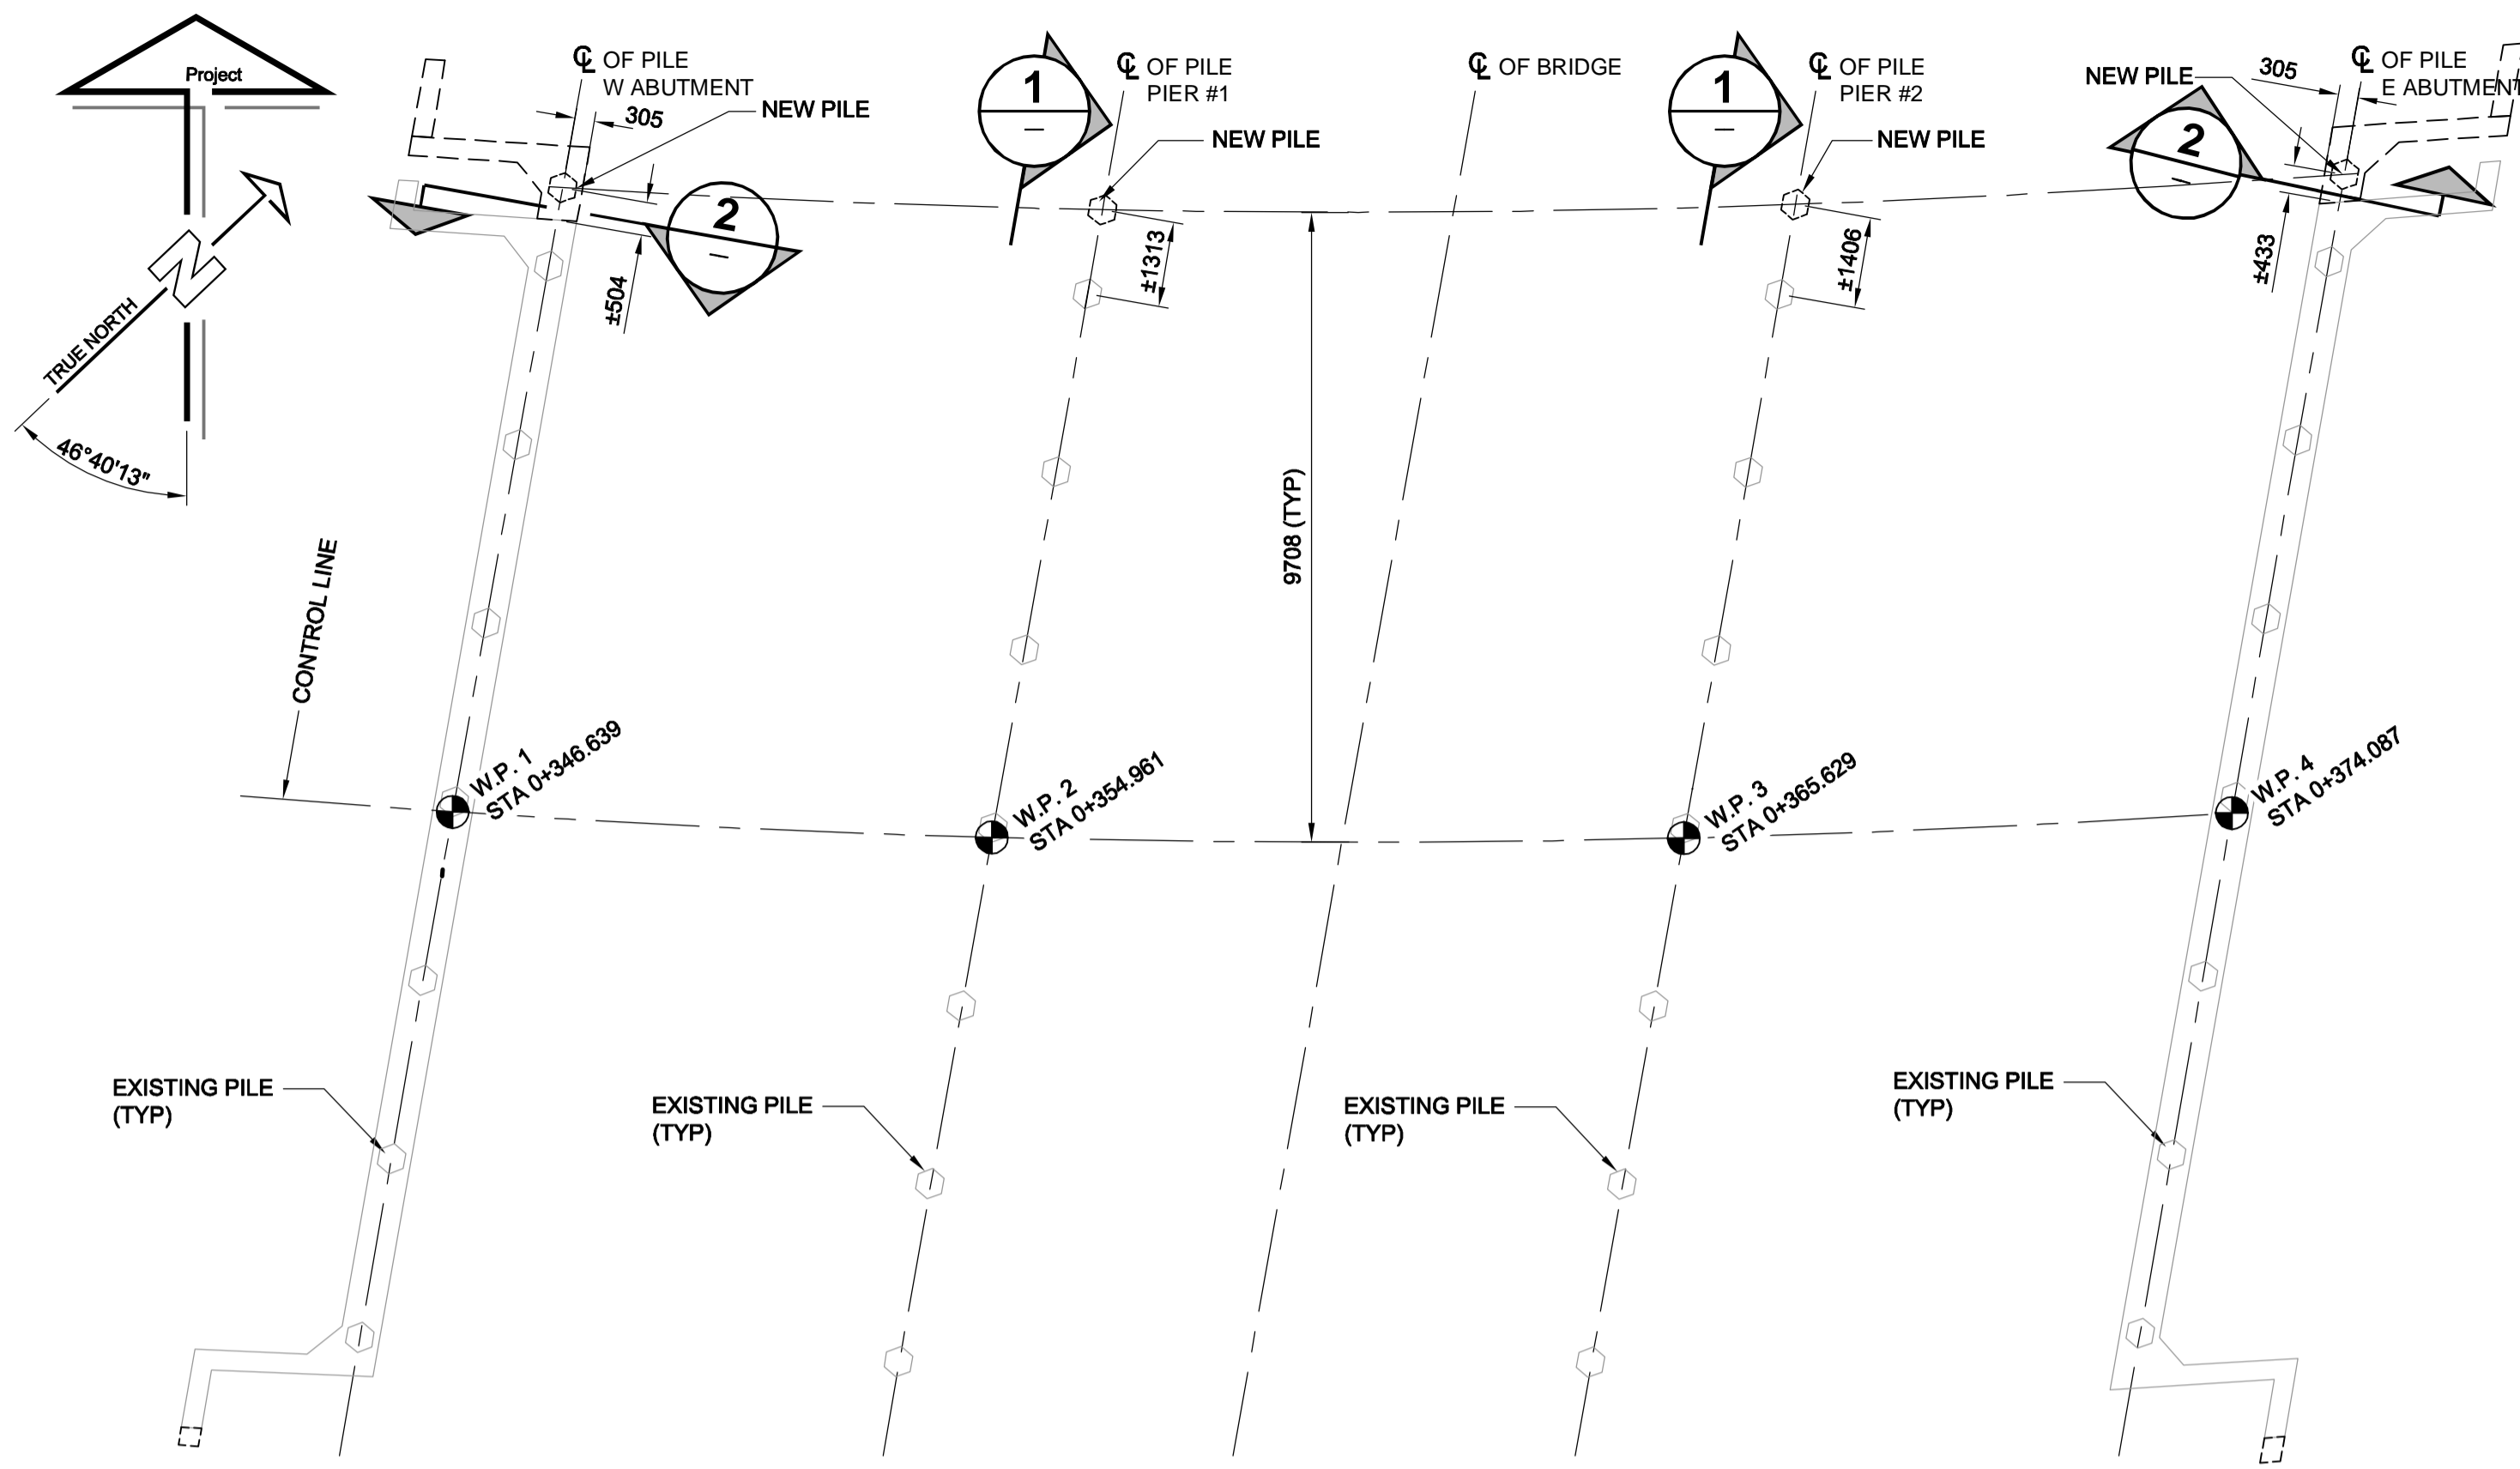 Project
N
TRUE NORTH
46°40'13"
CONTROL LINE
℄ OF PILE
W ABUTMENT
305
NEW PILE
2
–
±504
1
–
℄ OF PILE
PIER #1
NEW PILE
±1313
℄ OF BRIDGE
9708 (TYP)
1
–
℄ OF PILE
PIER #2
NEW PILE
±1406
NEW PILE
305
℄ OF PILE
E ABUTMENT
2
–
±433
W.P. 1
STA 0+346.639
W.P. 2
STA 0+354.961
W.P. 3
STA 0+365.629
W.P. 4
STA 0+374.087
EXISTING PILE
(TYP)
EXISTING PILE
(TYP)
EXISTING PILE
(TYP)
EXISTING PILE
(TYP)